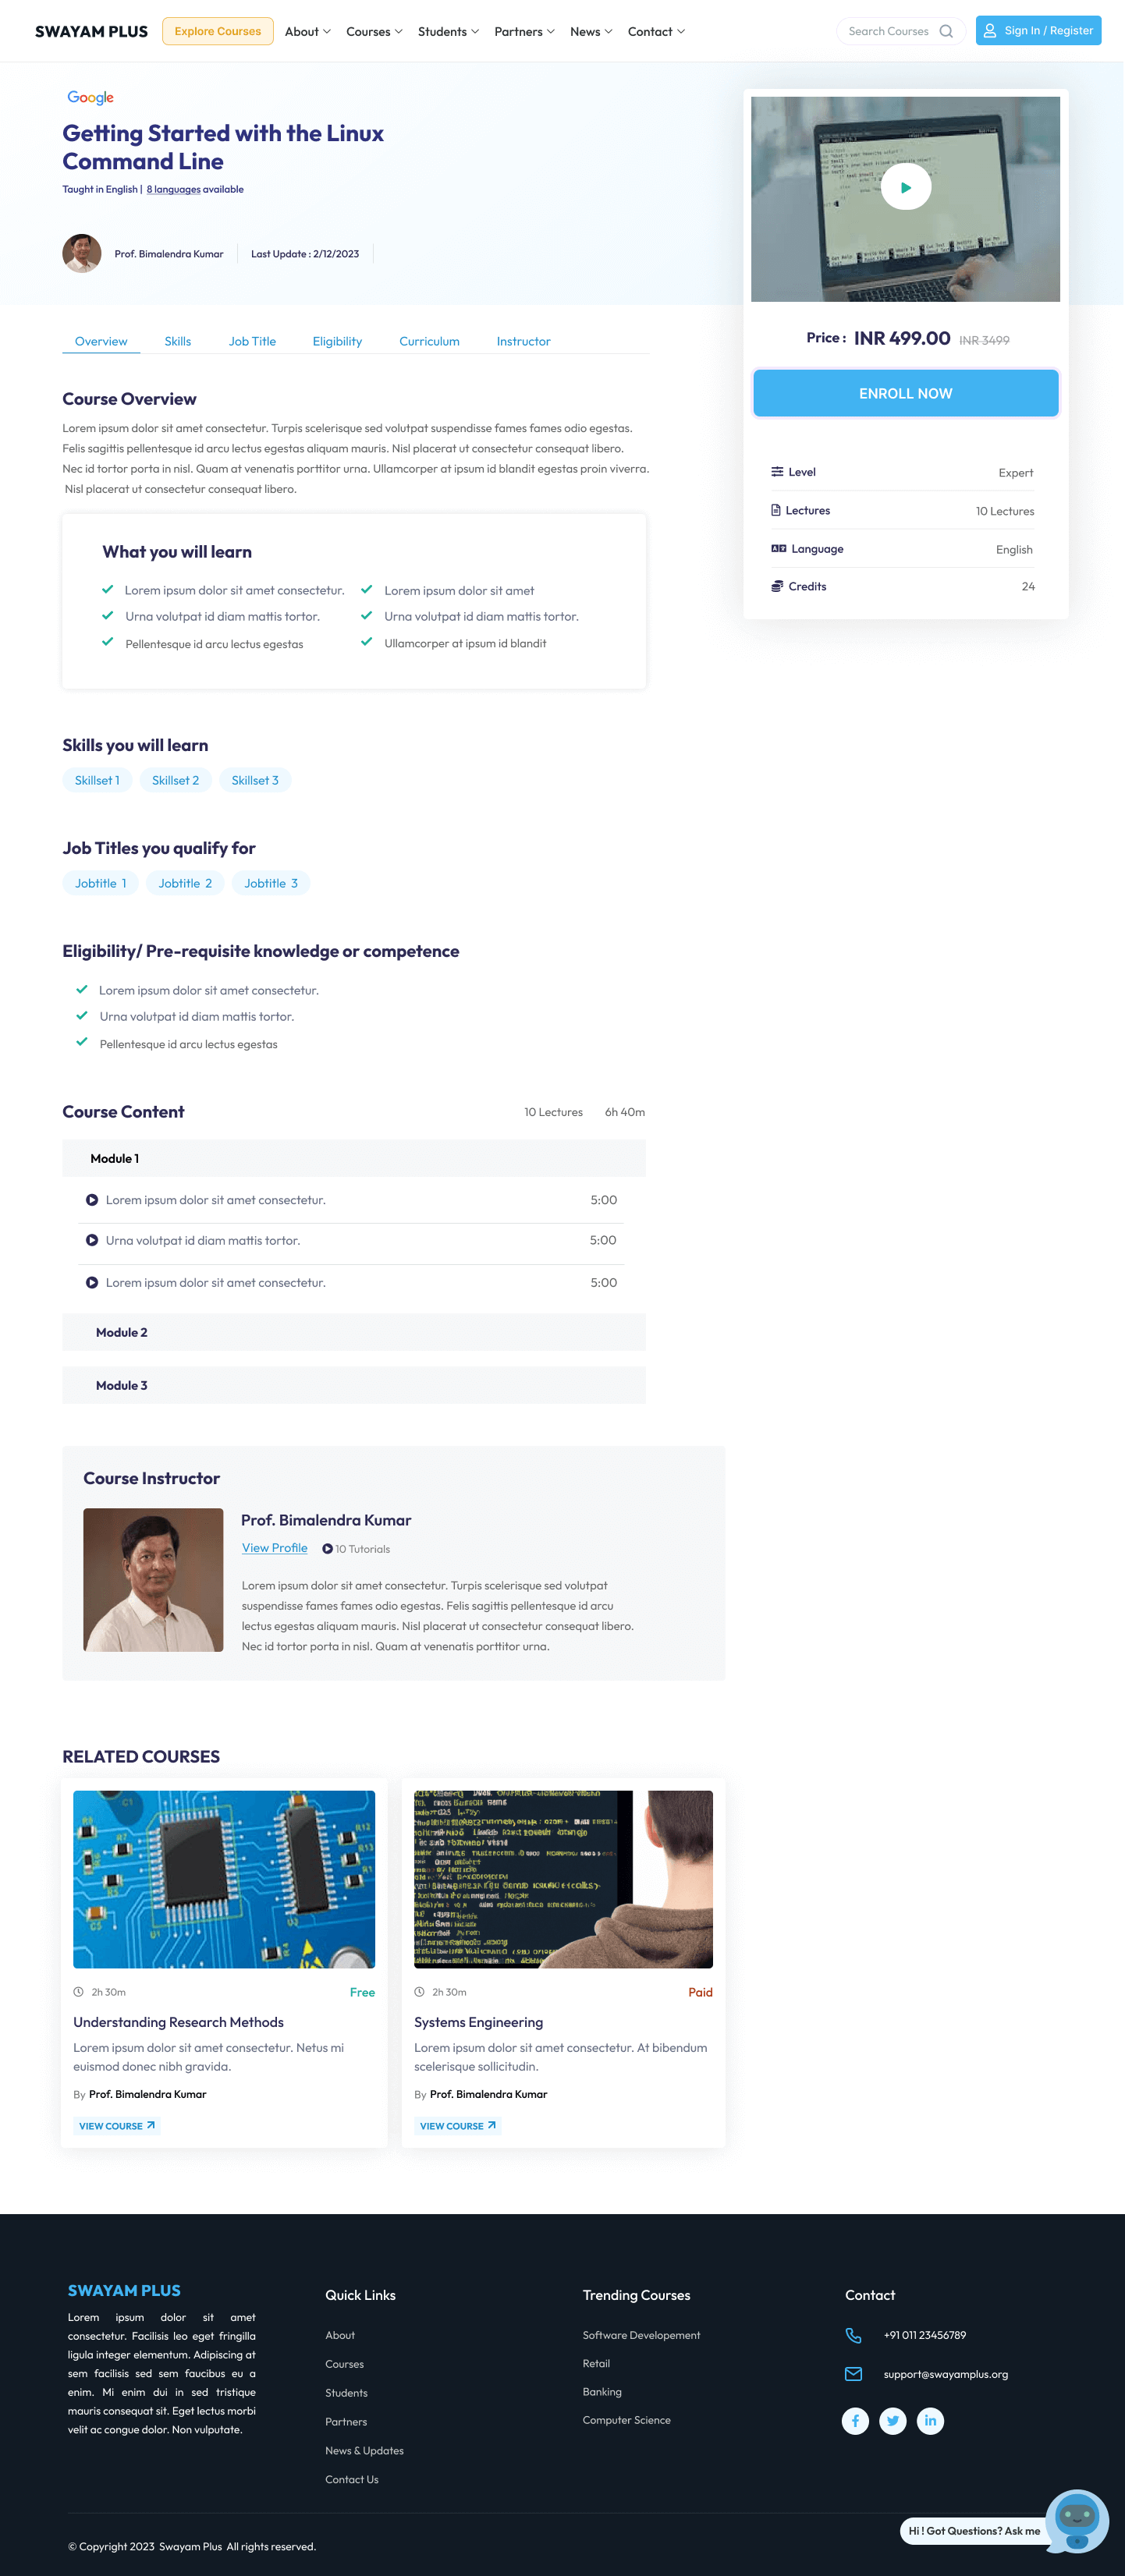 SWAYAM PLUS
Explore Courses
About
Courses
Students
Partners
News
Contact
Search Courses
Sign In / Register
Google
Getting Started with the Linux
Command Line
Taught in English | 8 languages available
Prof. Bimalendra Kumar
Last Update : 2/12/2023
Price : INR 499.00 INR 3499
ENROLL NOW
Level Expert
Lectures 10 Lectures
Language English
Credits 24
Overview
Skills
Job Title
Eligibility
Curriculum
Instructor
Course Overview
Lorem ipsum dolor sit amet consectetur. Turpis scelerisque sed volutpat suspendisse fames fames odio egestas.
Felis sagittis pellentesque id arcu lectus egestas aliquam mauris. Nisl placerat ut consectetur consequat libero.
Nec id tortor porta in nisl. Quam at venenatis porttitor urna. Ullamcorper at ipsum id blandit egestas proin viverra.
Nisl placerat ut consectetur consequat libero.
What you will learn
Lorem ipsum dolor sit amet consectetur.
Lorem ipsum dolor sit amet
Urna volutpat id diam mattis tortor.
Urna volutpat id diam mattis tortor.
Pellentesque id arcu lectus egestas
Ullamcorper at ipsum id blandit
Skills you will learn
Skillset 1
Skillset 2
Skillset 3
Job Titles you qualify for
Jobtitle 1
Jobtitle 2
Jobtitle 3
Eligibility/ Pre-requisite knowledge or competence
Lorem ipsum dolor sit amet consectetur.
Urna volutpat id diam mattis tortor.
Pellentesque id arcu lectus egestas
Course Content
10 Lectures
6h 40m
Module 1
Lorem ipsum dolor sit amet consectetur. 5:00
Urna volutpat id diam mattis tortor. 5:00
Lorem ipsum dolor sit amet consectetur. 5:00
Module 2
Module 3
Course Instructor
Prof. Bimalendra Kumar
View Profile
10 Tutorials
Lorem ipsum dolor sit amet consectetur. Turpis scelerisque sed volutpat
suspendisse fames fames odio egestas. Felis sagittis pellentesque id arcu
lectus egestas aliquam mauris. Nisl placerat ut consectetur consequat libero.
Nec id tortor porta in nisl. Quam at venenatis porttitor urna.
RELATED COURSES
2h 30m
Free
Understanding Research Methods
Lorem ipsum dolor sit amet consectetur. Netus mi
euismod donec nibh gravida.
By Prof. Bimalendra Kumar
VIEW COURSE
2h 30m
Paid
Systems Engineering
Lorem ipsum dolor sit amet consectetur. At bibendum
scelerisque sollicitudin.
By Prof. Bimalendra Kumar
VIEW COURSE
SWAYAM PLUS
Lorem ipsum dolor sit amet
consectetur. Facilisis leo eget fringilla
ligula integer elementum. Adipiscing at
sem facilisis sed sem faucibus eu a
enim. Mi enim dui in sed tristique
mauris consequat sit. Eget lectus morbi
velit ac congue dolor. Non vulputate.
Quick Links
About
Courses
Students
Partners
News & Updates
Contact Us
Trending Courses
Software Developement
Retail
Banking
Computer Science
Contact
+91 011 23456789
support@swayamplus.org
Hi ! Got Questions? Ask me
© Copyright 2023 Swayam Plus All rights reserved.